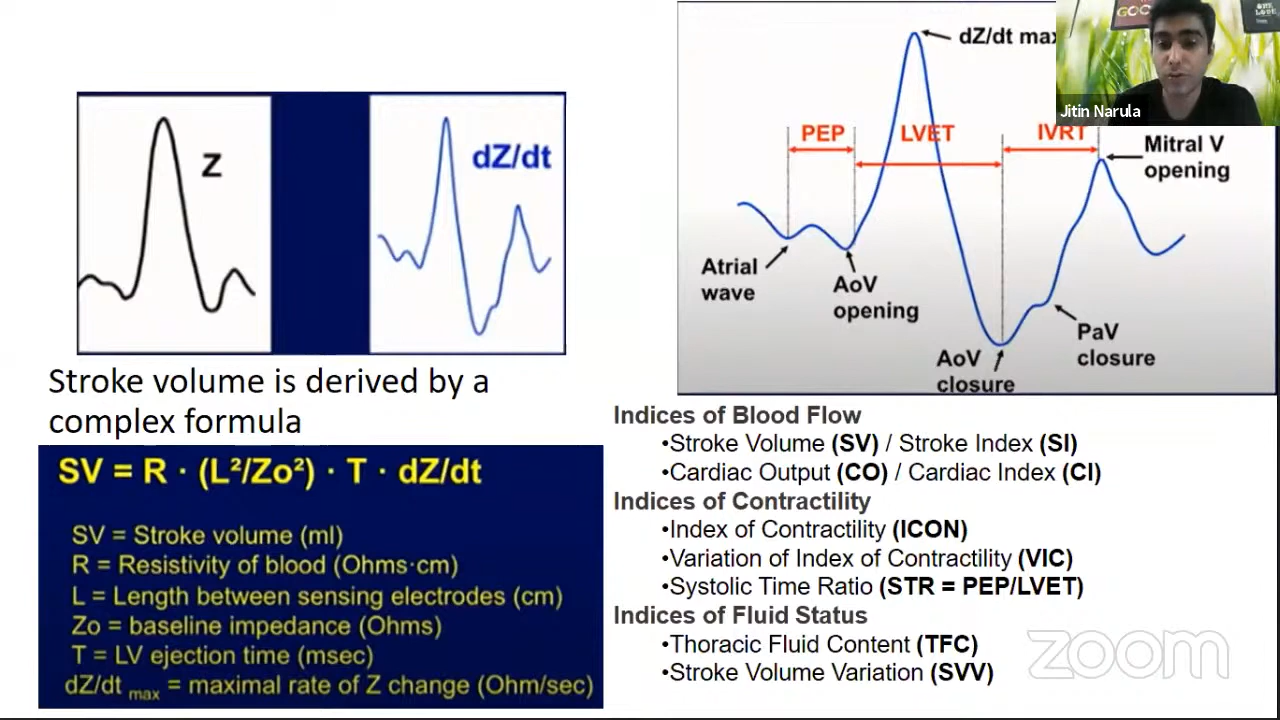 Z
dZ/dt
Stroke volume is derived by a
complex formula
SV = R · (L²/Zo²) · T · dZ/dt
SV = Stroke volume (ml)
R = Resistivity of blood (Ohms·cm)
L = Length between sensing electrodes (cm)
Zo = baseline impedance (Ohms)
T = LV ejection time (msec)
dZ/dt max = maximal rate of Z change (Ohm/sec)
dZ/dt max
PEP
LVET
IVRT
Mitral V
opening
Atrial
wave
AoV
opening
AoV
closure
PaV
closure
Indices of Blood Flow
•Stroke Volume (SV) / Stroke Index (SI)
•Cardiac Output (CO) / Cardiac Index (CI)
Indices of Contractility
•Index of Contractility (ICON)
•Variation of Index of Contractility (VIC)
•Systolic Time Ratio (STR = PEP/LVET)
Indices of Fluid Status
•Thoracic Fluid Content (TFC)
•Stroke Volume Variation (SVV)
Jitin Narula
zoom